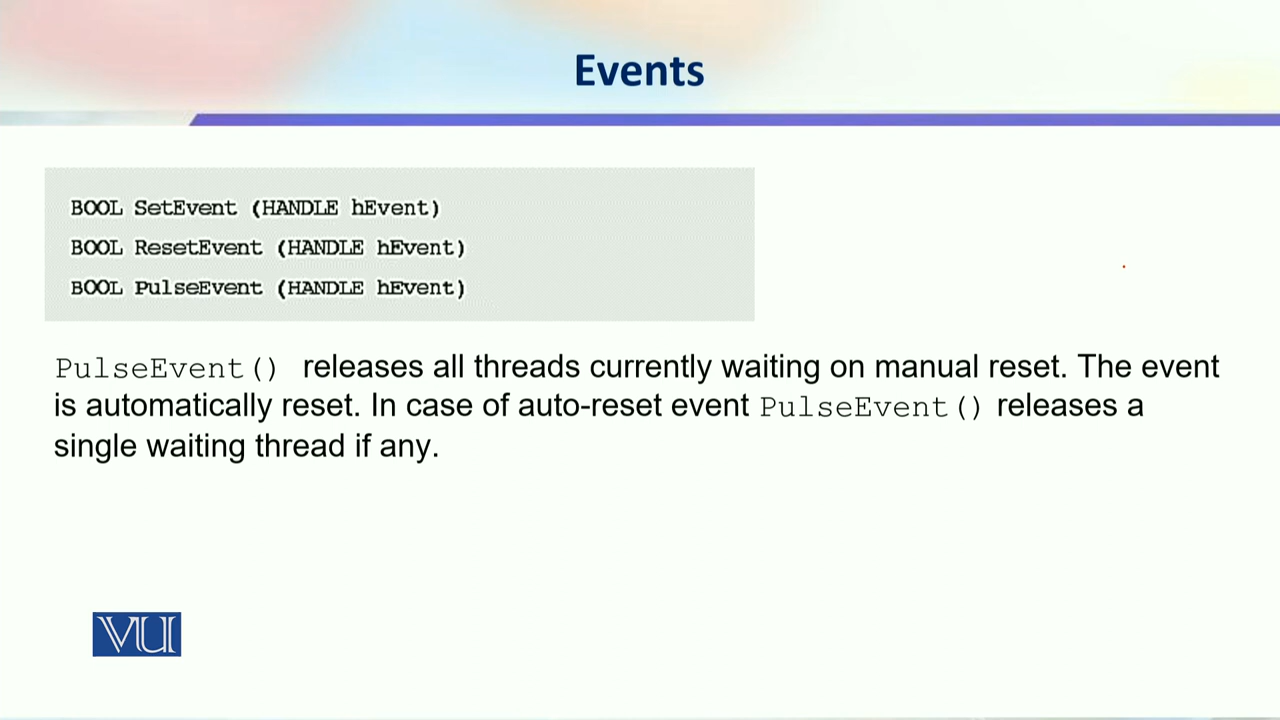 Events
BOOL SetEvent (HANDLE hEvent)
BOOL ResetEvent (HANDLE hEvent)
BOOL PulseEvent (HANDLE hEvent)
PulseEvent() releases all threads currently waiting on manual reset. The event
is automatically reset. In case of auto-reset event PulseEvent() releases a
single waiting thread if any.
VU